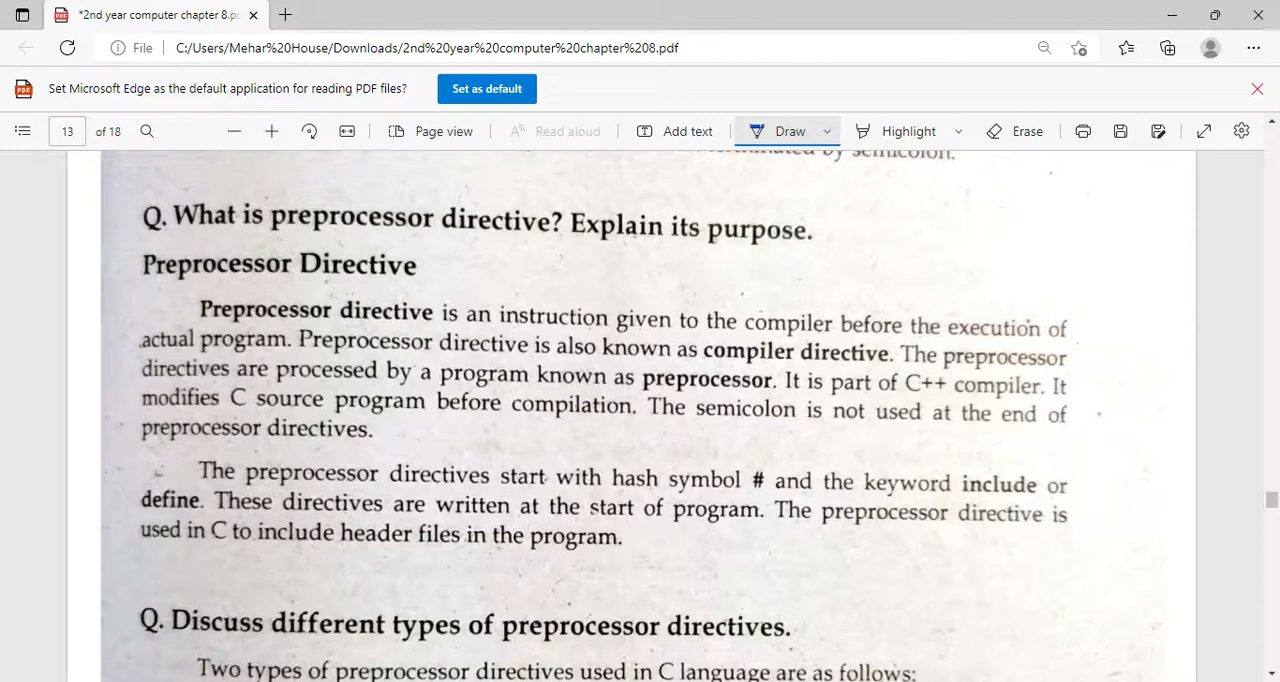 *2nd year computer chapter 8.p
File
C:/Users/Mehar%20House/Downloads/2nd%20year%20computer%20chapter%208.pdf
Set Microsoft Edge as the default application for reading PDF files?
Set as default
13 of 18
Page view
Read aloud
Add text
Draw
Highlight
Erase
by semicolon.
Q. What is preprocessor directive? Explain its purpose.
Preprocessor Directive
Preprocessor directive is an instruction given to the compiler before the execution of
actual program. Preprocessor directive is also known as compiler directive. The preprocessor
directives are processed by a program known as preprocessor. It is part of C++ compiler. It
modifies C source program before compilation. The semicolon is not used at the end of
preprocessor directives.
The preprocessor directives start with hash symbol # and the keyword include or
define. These directives are written at the start of program. The preprocessor directive is
used in C to include header files in the program.
Q. Discuss different types of preprocessor directives.
Two types of preprocessor directives used in C language are as follows: